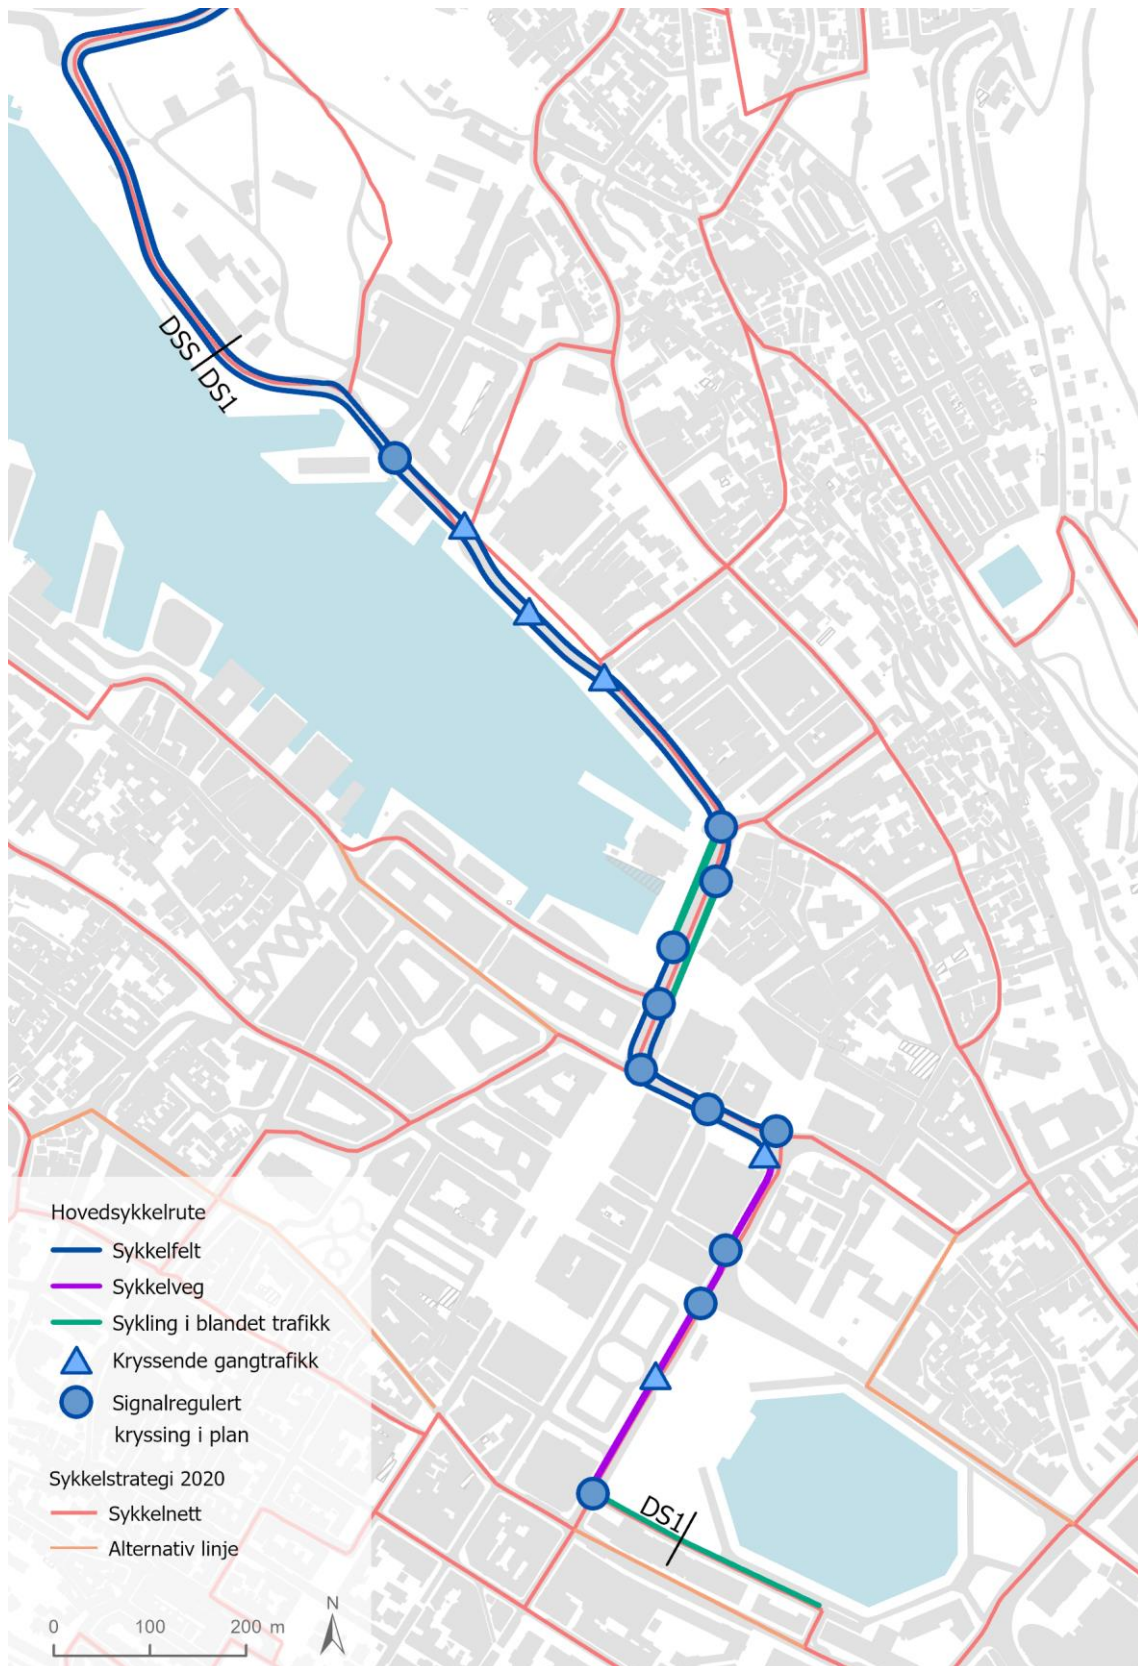 DSS
DS1
DS1
Hovedsykkelrute
Sykkelfelt
Sykkelveg
Sykling i blandet trafikk
Kryssende gangtrafikk
Signalregulert
kryssing i plan
Sykkelstrategi 2020
Sykkelnett
Alternativ linje
0 100 200 m
N